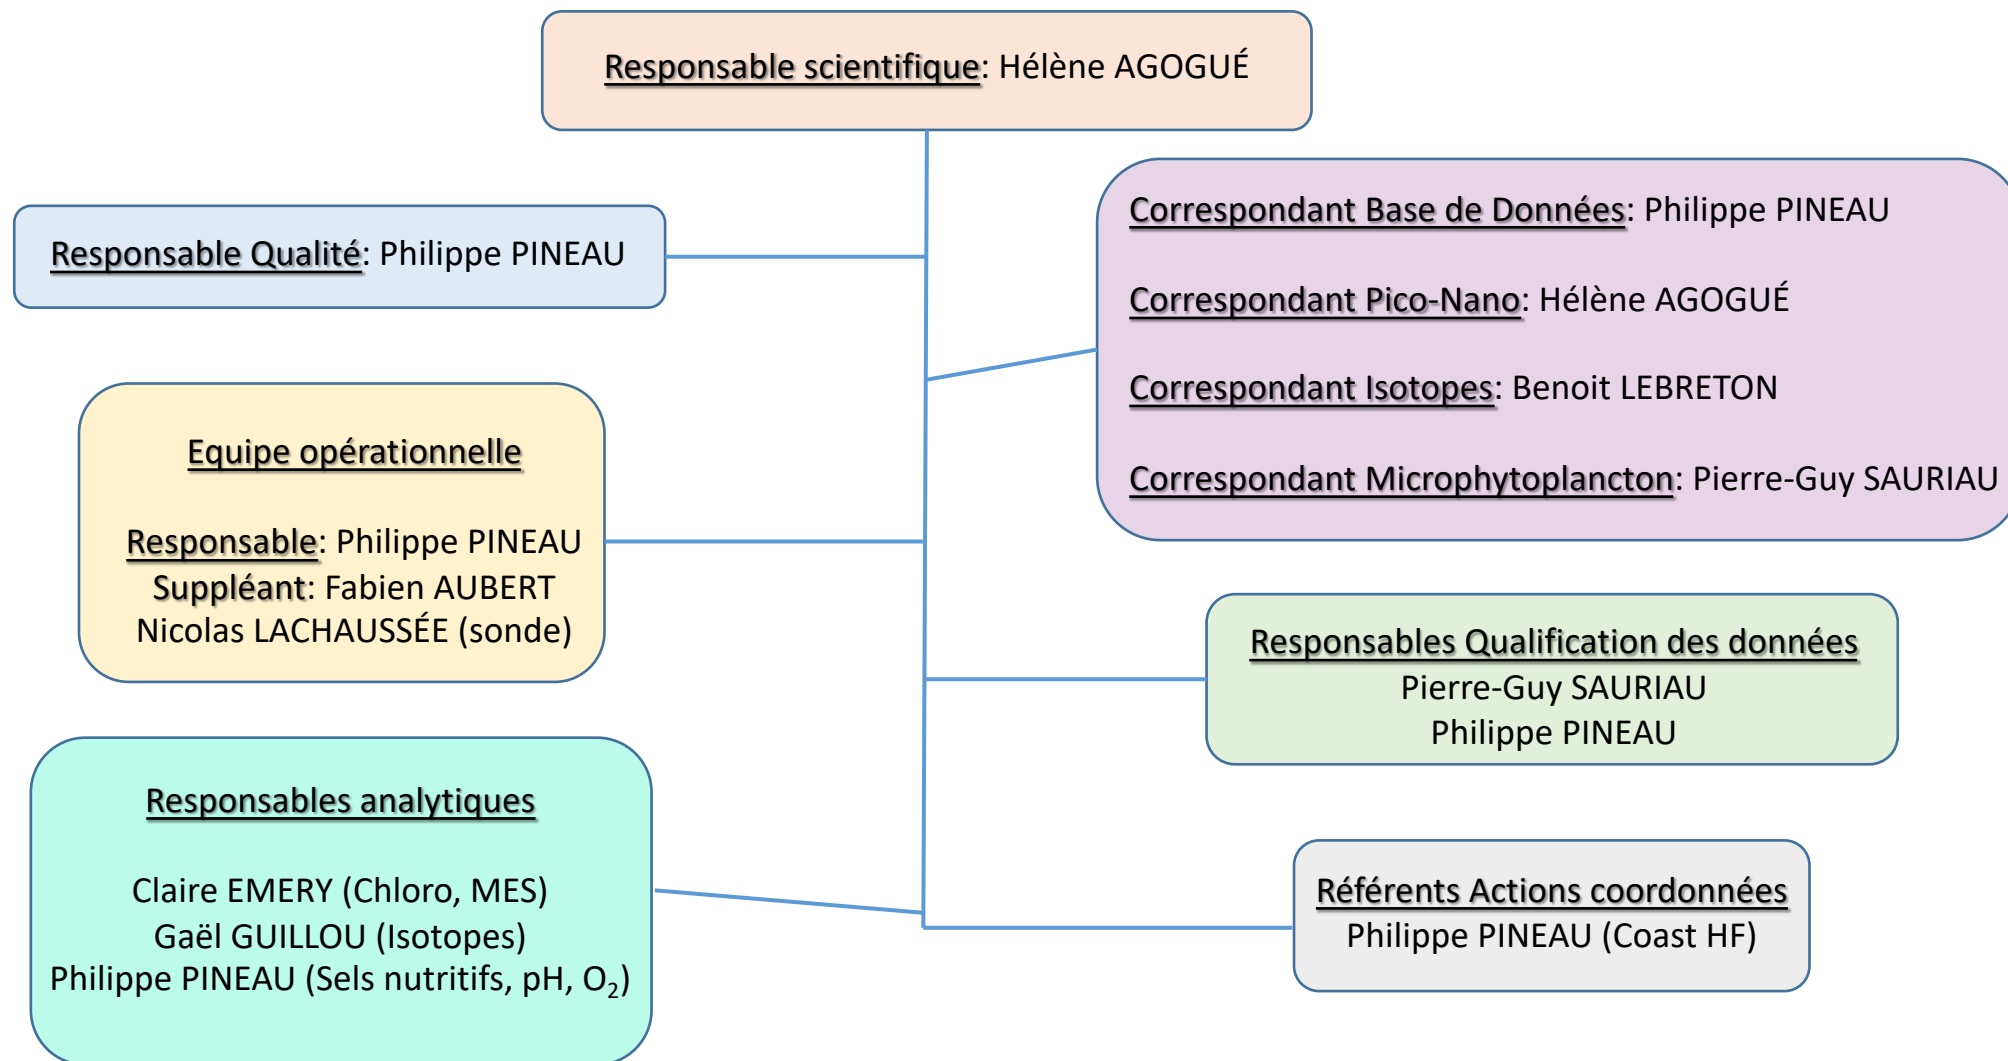 Responsable scientifique: Hélène AGOGUÉ
Responsable Qualité: Philippe PINEAU
Correspondant Base de Données: Philippe PINEAU
Correspondant Pico-Nano: Hélène AGOGUÉ
Correspondant Isotopes: Benoit LEBRETON
Correspondant Microphytoplancton: Pierre-Guy SAURIAU
Equipe opérationnelle
Responsable: Philippe PINEAU
Suppléant: Fabien AUBERT
Nicolas LACHAUSSÉE (sonde)
Responsables Qualification des données
Pierre-Guy SAURIAU
Philippe PINEAU
Responsables analytiques
Claire EMERY (Chloro, MES)
Gaël GUILLOU (Isotopes)
Philippe PINEAU (Sels nutritifs, pH, O₂)
Référents Actions coordonnées
Philippe PINEAU (Coast HF)